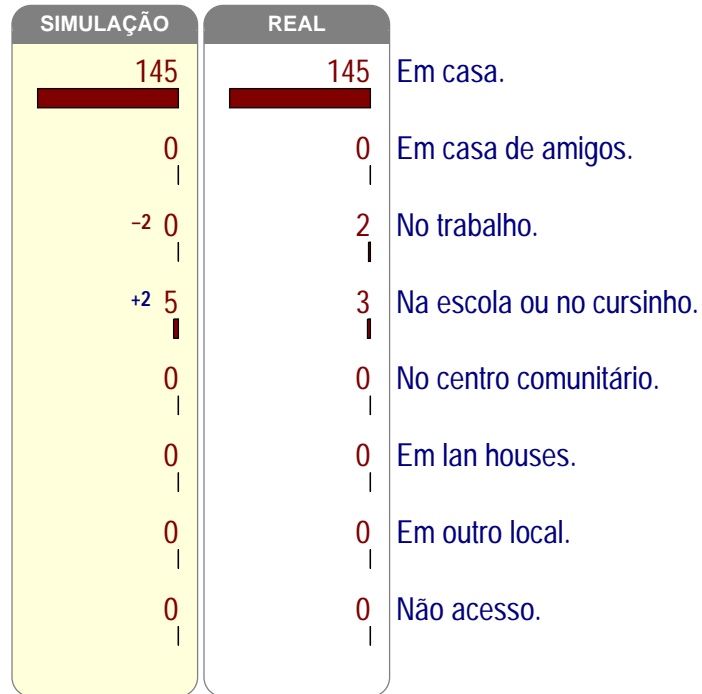 SIMULAÇÃO REAL
145 145 Em casa.
0 0 Em casa de amigos.
–2 0 2 No trabalho.
+2 5 3 Na escola ou no cursinho.
0 0 No centro comunitário.
0 0 Em lan houses.
0 0 Em outro local.
0 0 Não acesso.